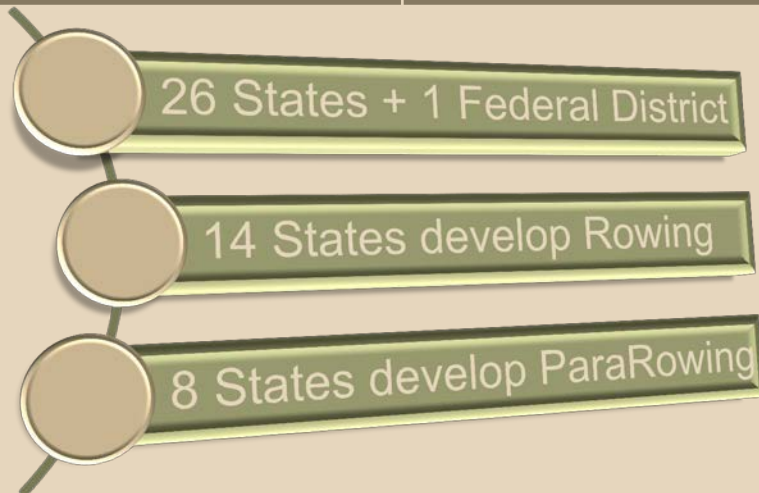 26 States + 1 Federal District
14 States develop Rowing
8 States develop ParaRowing